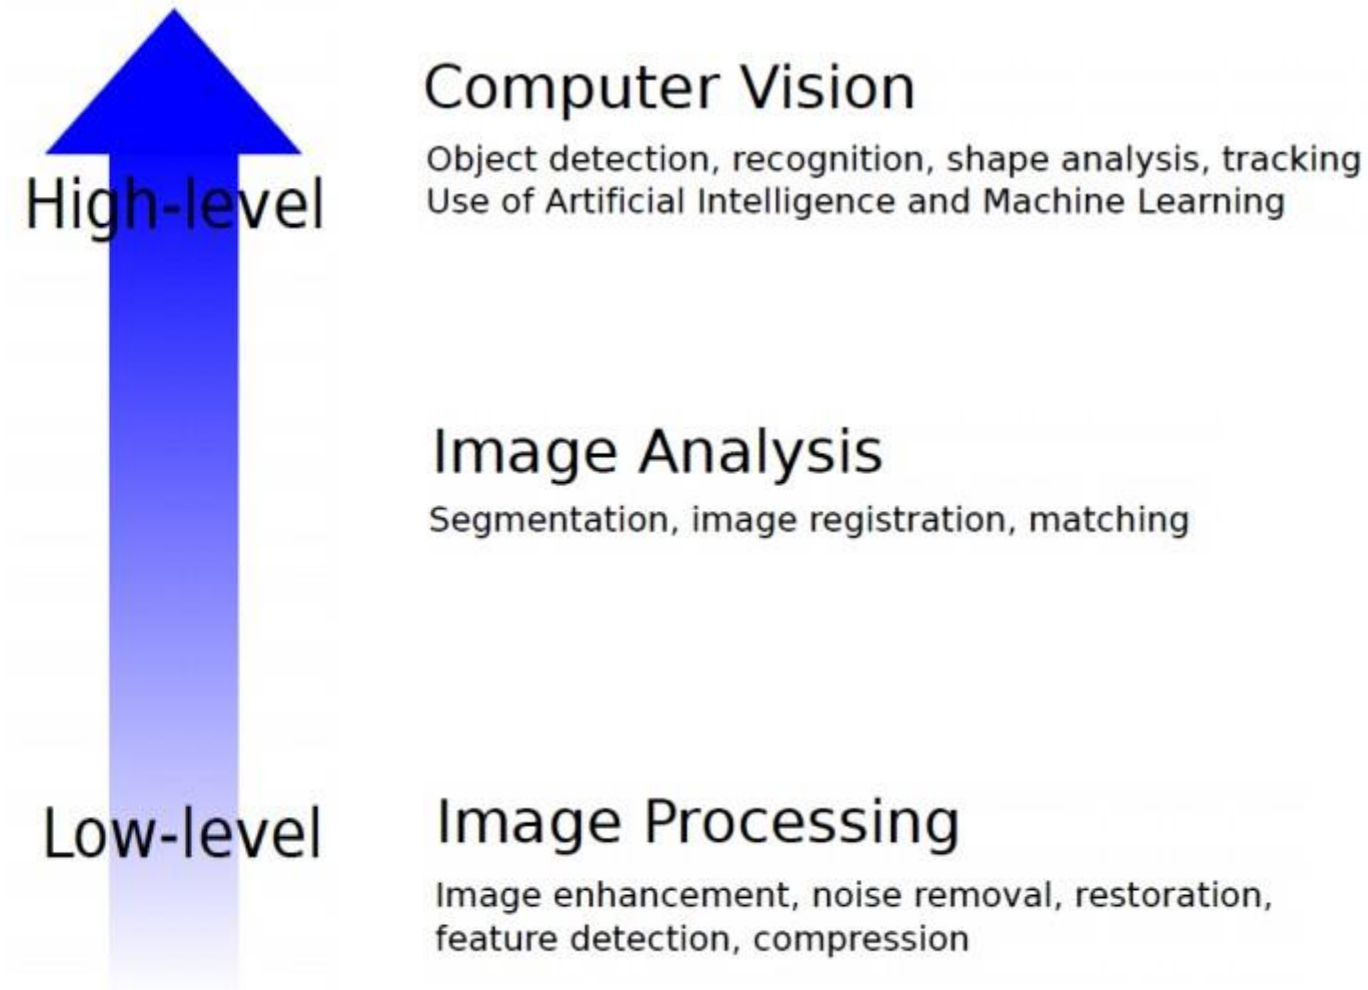 Computer Vision
Object detection, recognition, shape analysis, tracking
Use of Artificial Intelligence and Machine Learning
High-level
Image Analysis
Segmentation, image registration, matching
Low-level
Image Processing
Image enhancement, noise removal, restoration,
feature detection, compression